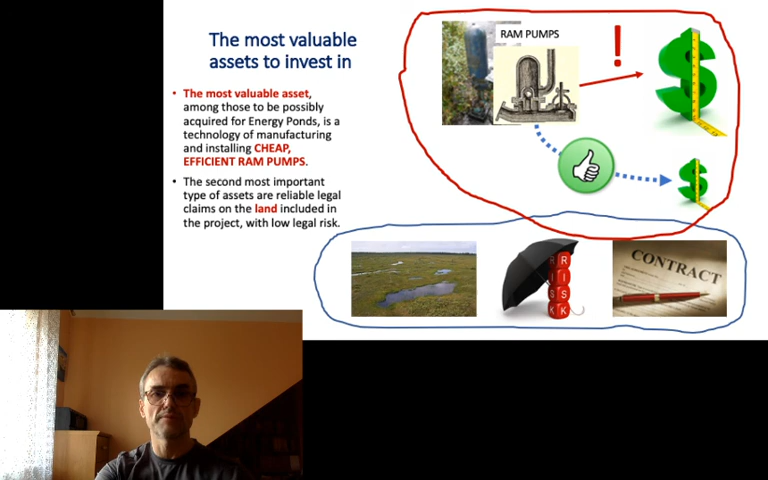 The most valuable
assets to invest in
• The most valuable asset,
among those to be possibly
acquired for Energy Ponds, is a
technology of manufacturing
and installing CHEAP,
EFFICIENT RAM PUMPS.
• The second most important
type of assets are reliable legal
claims on the land included in
the project, with low legal risk.
RAM PUMPS
!
$
$
RISK
RISK
CONTRACT